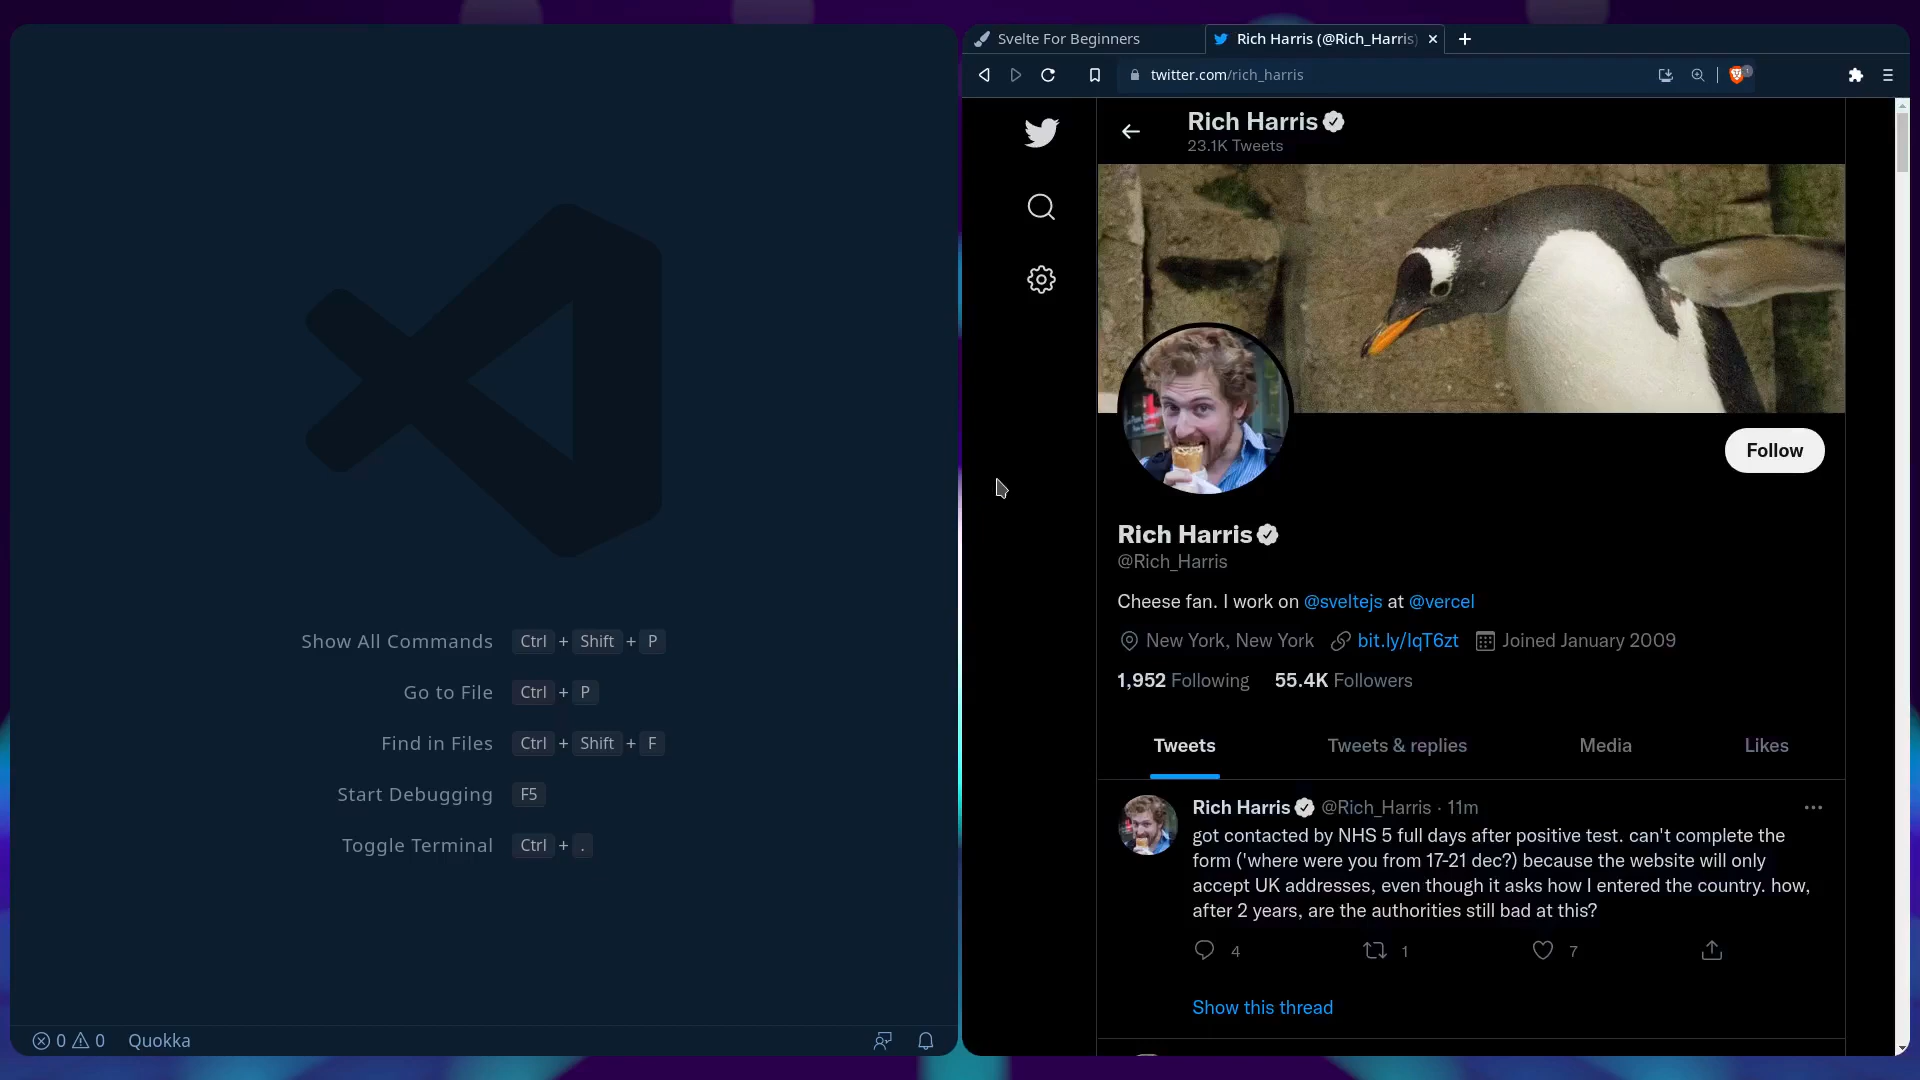 Show All Commands Ctrl + Shift + P
Go to File Ctrl + P
Find in Files Ctrl + Shift + F
Start Debugging F5
Toggle Terminal Ctrl + .
0 0 Quokka
Svelte For Beginners
Rich Harris (@Rich_Harris)
twitter.com/rich_harris
1
Rich Harris
23.1K Tweets
Follow
Rich Harris
@Rich_Harris
Cheese fan. I work on @sveltejs at @vercel
New York, New York bit.ly/IqT6zt Joined January 2009
1,952 Following 55.4K Followers
Tweets Tweets & replies Media Likes
Rich Harris @Rich_Harris · 11m
got contacted by NHS 5 full days after positive test. can't complete the
form ('where were you from 17-21 dec?) because the website will only
accept UK addresses, even though it asks how I entered the country. how,
after 2 years, are the authorities still bad at this?
4 1 7
Show this thread